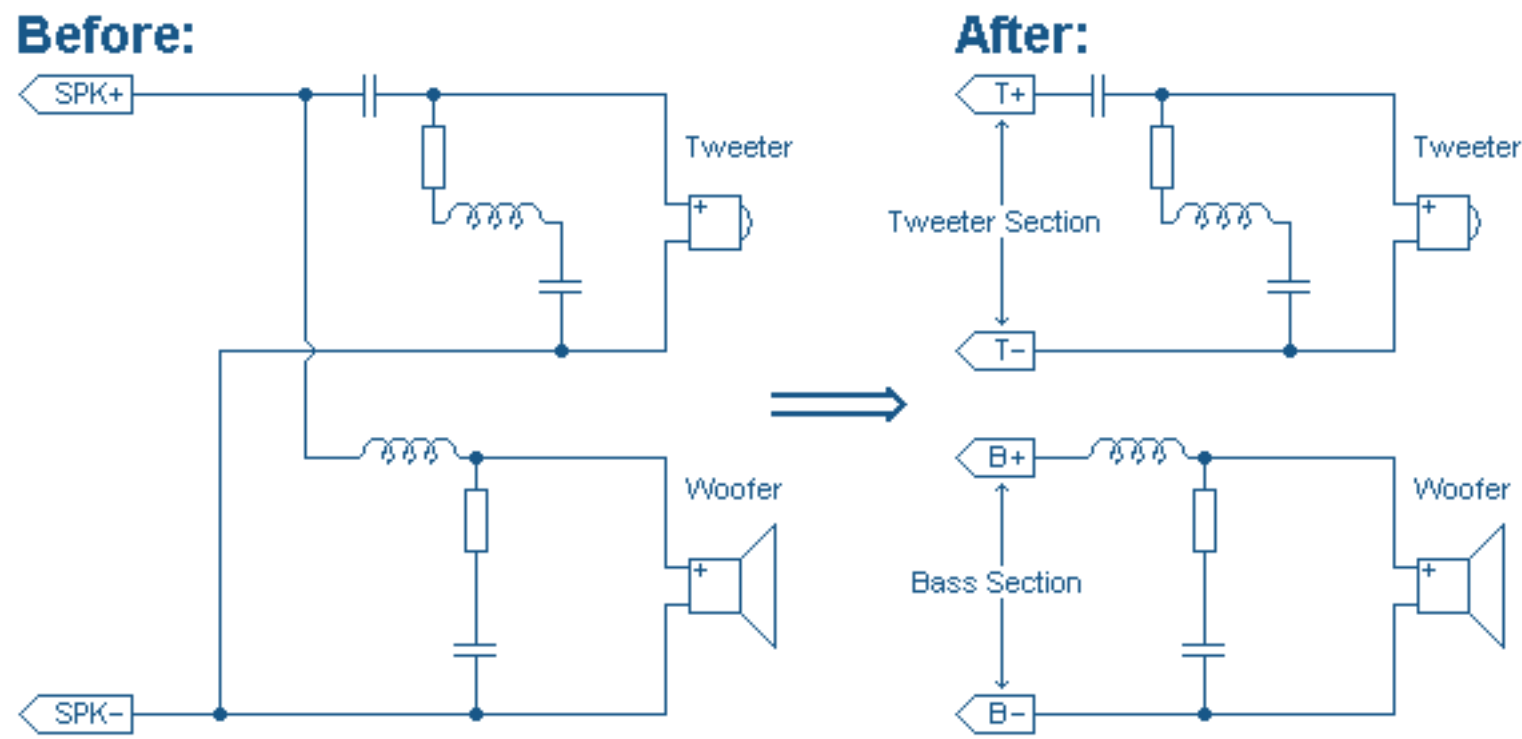 Before:
SPK+
Tweeter
+
Woofer
+
SPK−
After:
T+
Tweeter
+
Tweeter Section
T−
B+
Woofer
+
Bass Section
B−